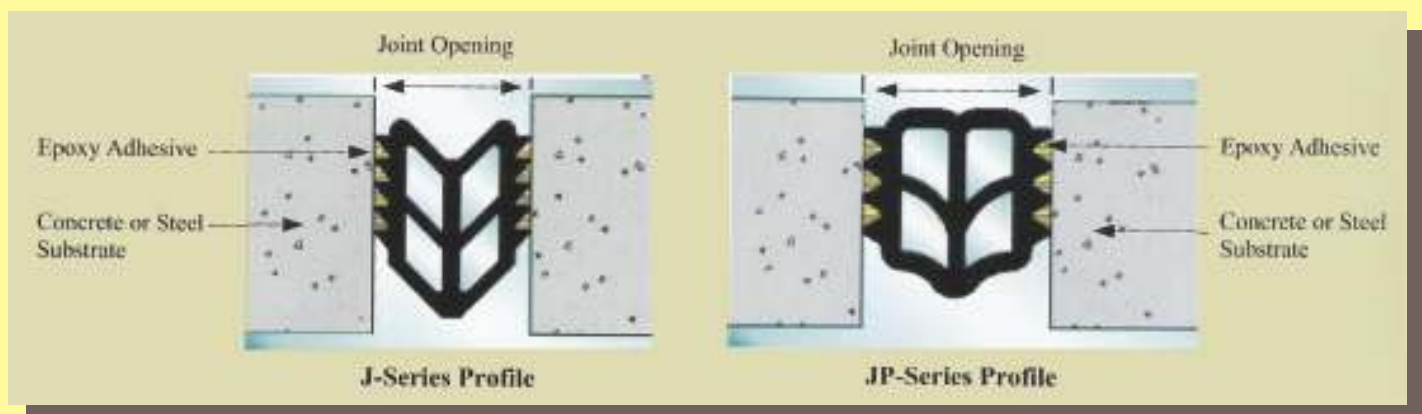 Joint Opening
Epoxy Adhesive
Concrete or Steel
Substrate
J-Series Profile
Joint Opening
Epoxy Adhesive
Concrete or Steel
Substrate
JP-Series Profile